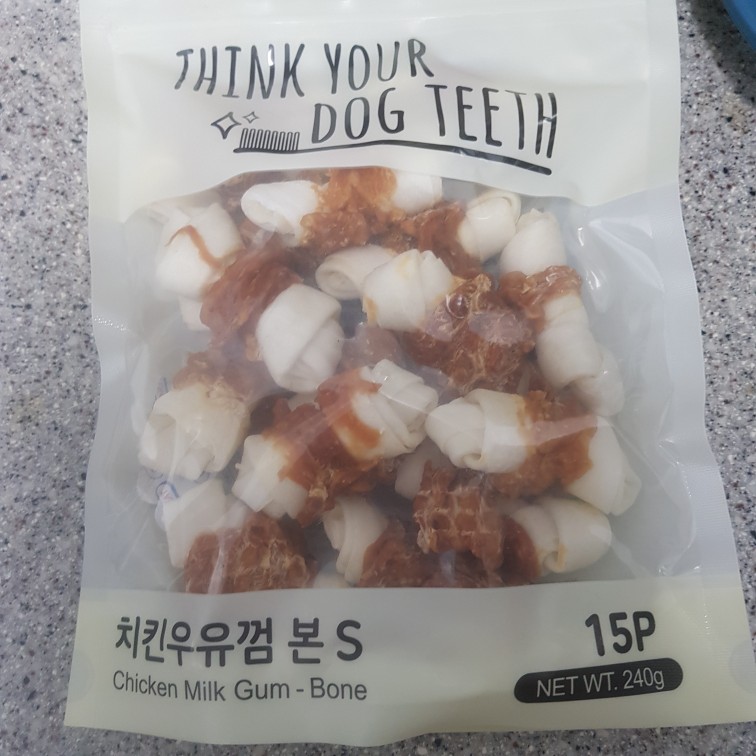 THINK YOUR
DOG TEETH
치킨우유껌 본 S
Chicken Milk Gum - Bone
15P
NET WT. 240g